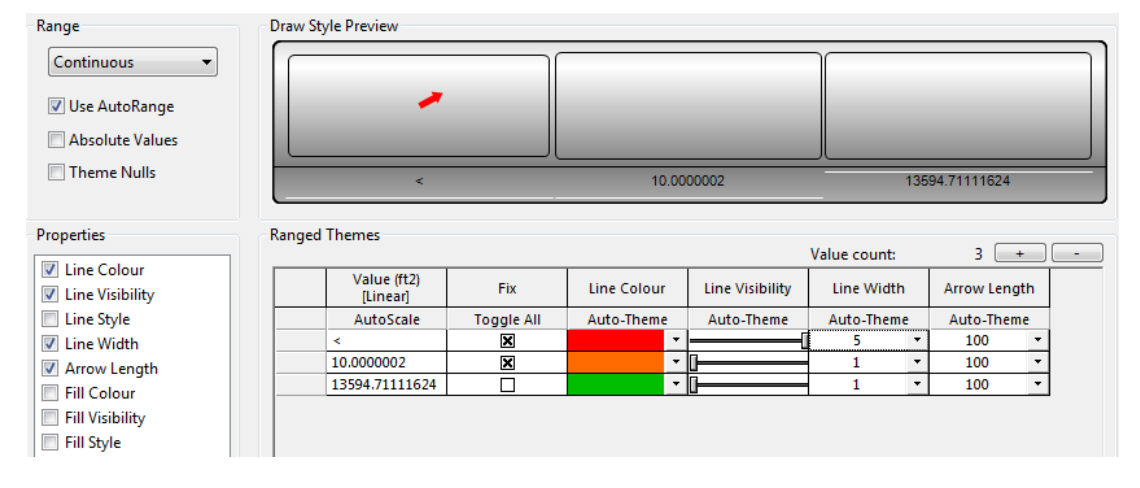 Range
Continuous
Use AutoRange
Absolute Values
Theme Nulls
Draw Style Preview
< 10.0000002 13594.71111624
Properties
Line Colour
Line Visibility
Line Style
Line Width
Arrow Length
Fill Colour
Fill Visibility
Fill Style
Ranged Themes
Value count: 3 + -
Value (ft2)
[Linear] Fix Line Colour Line Visibility Line Width Arrow Length
AutoScale Toggle All Auto-Theme Auto-Theme Auto-Theme Auto-Theme
< 5 100
10.0000002 1 100
13594.71111624 1 100